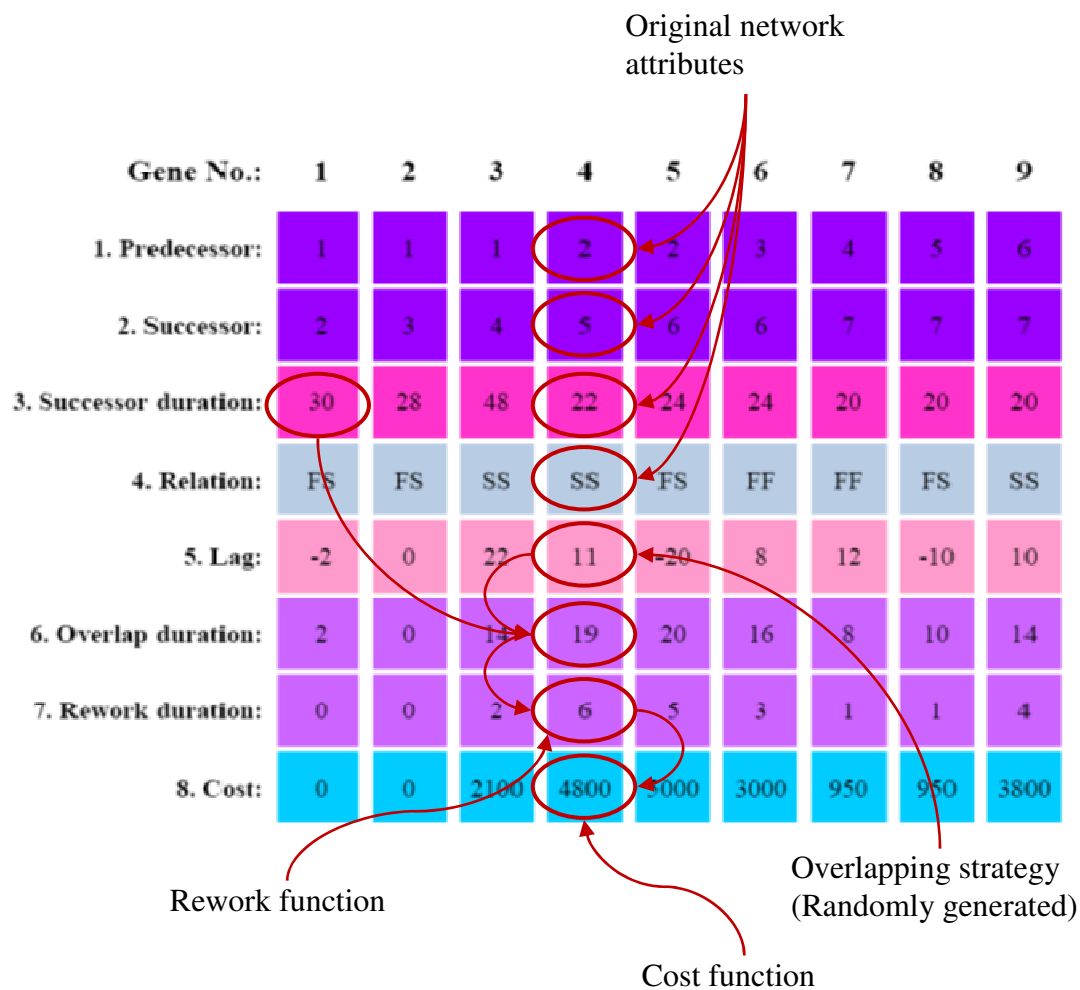 Original network
attributes
Gene No.: 1 2 3 4 5 6 7 8 9
1. Predecessor: 1 1 1 2 2 3 4 5 6
2. Successor: 2 3 4 5 6 6 7 7 7
3. Successor duration: 30 28 48 22 24 24 20 20 20
4. Relation: FS FS SS SS FS FF FF FS SS
5. Lag: -2 0 22 11 -20 8 12 -10 10
6. Overlap duration: 2 0 14 19 20 16 8 10 14
7. Rework duration: 0 0 2 6 5 3 1 1 4
8. Cost: 0 0 2100 4800 5000 3000 950 950 3800
Overlapping strategy
(Randomly generated)
Rework function
Cost function